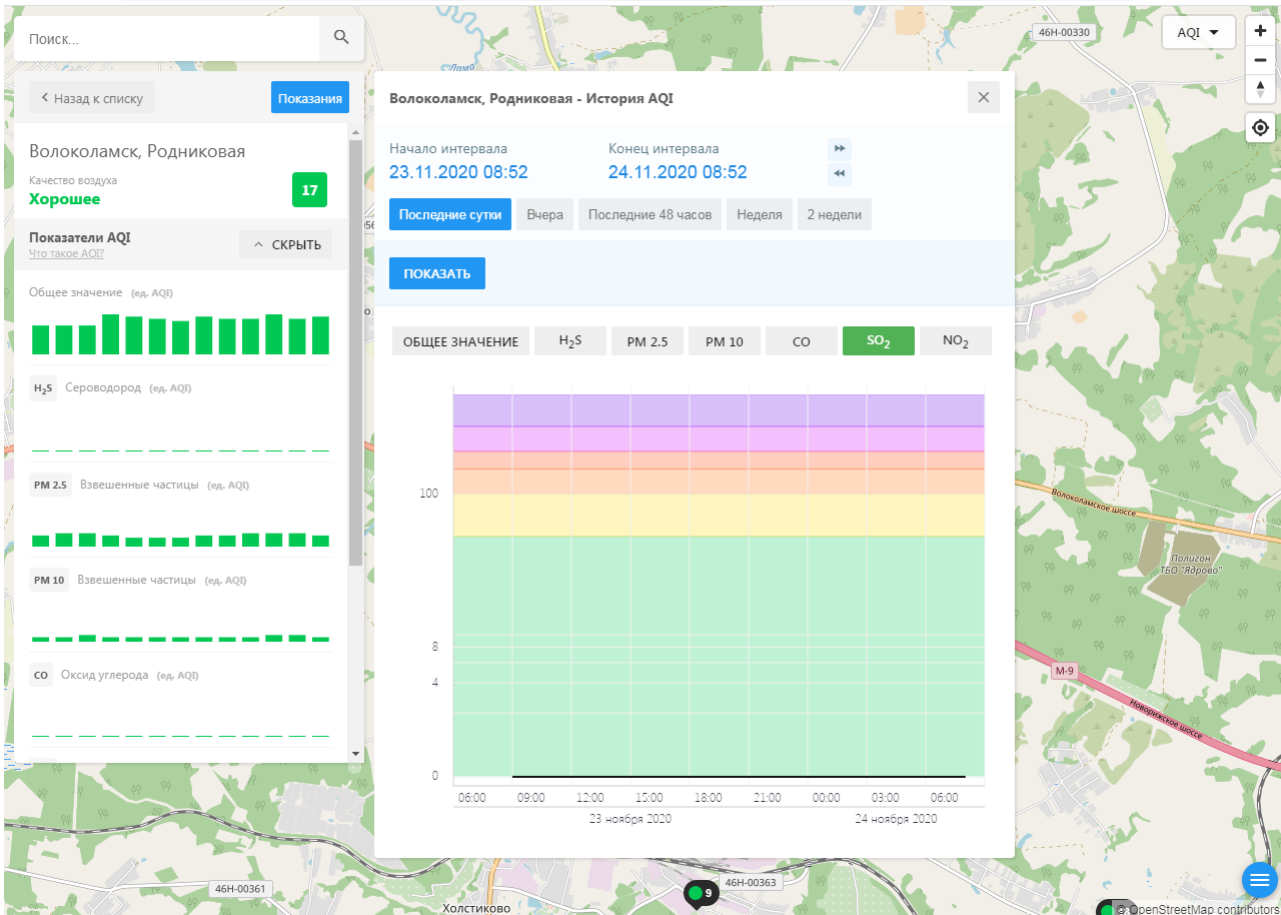 Поиск...
46Н-00330
AQI
Назад к списку
Показания
Волоколамск, Родниковая - История AQI
Волоколамск, Родниковая
Качество воздуха
Хорошее
17
Начало интервала
Конец интервала
23.11.2020 08:52
24.11.2020 08:52
Последние сутки
Вчера
Последние 48 часов
Неделя
2 недели
Показатели AQI
Что такое AQI?
СКРЫТЬ
ПОКАЗАТЬ
Общее значение (ед. AQI)
ОБЩЕЕ ЗНАЧЕНИЕ
H₂S
PM 2.5
PM 10
CO
SO₂
NO₂
H₂S Сероводород (ед. AQI)
PM 2.5 Взвешенные частицы (ед. AQI)
PM 10 Взвешенные частицы (ед. AQI)
CO Оксид углерода (ед. AQI)
100
8
4
0
06:00 09:00 12:00 15:00 18:00 21:00 00:00 03:00 06:00
23 ноября 2020
24 ноября 2020
Волоколамское шоссе
Полигон
ТБО "Ядрово"
М-9
Новорижское шоссе
46Н-00361
46Н-00363
9
Холстиково
© OpenStreetMap contributors